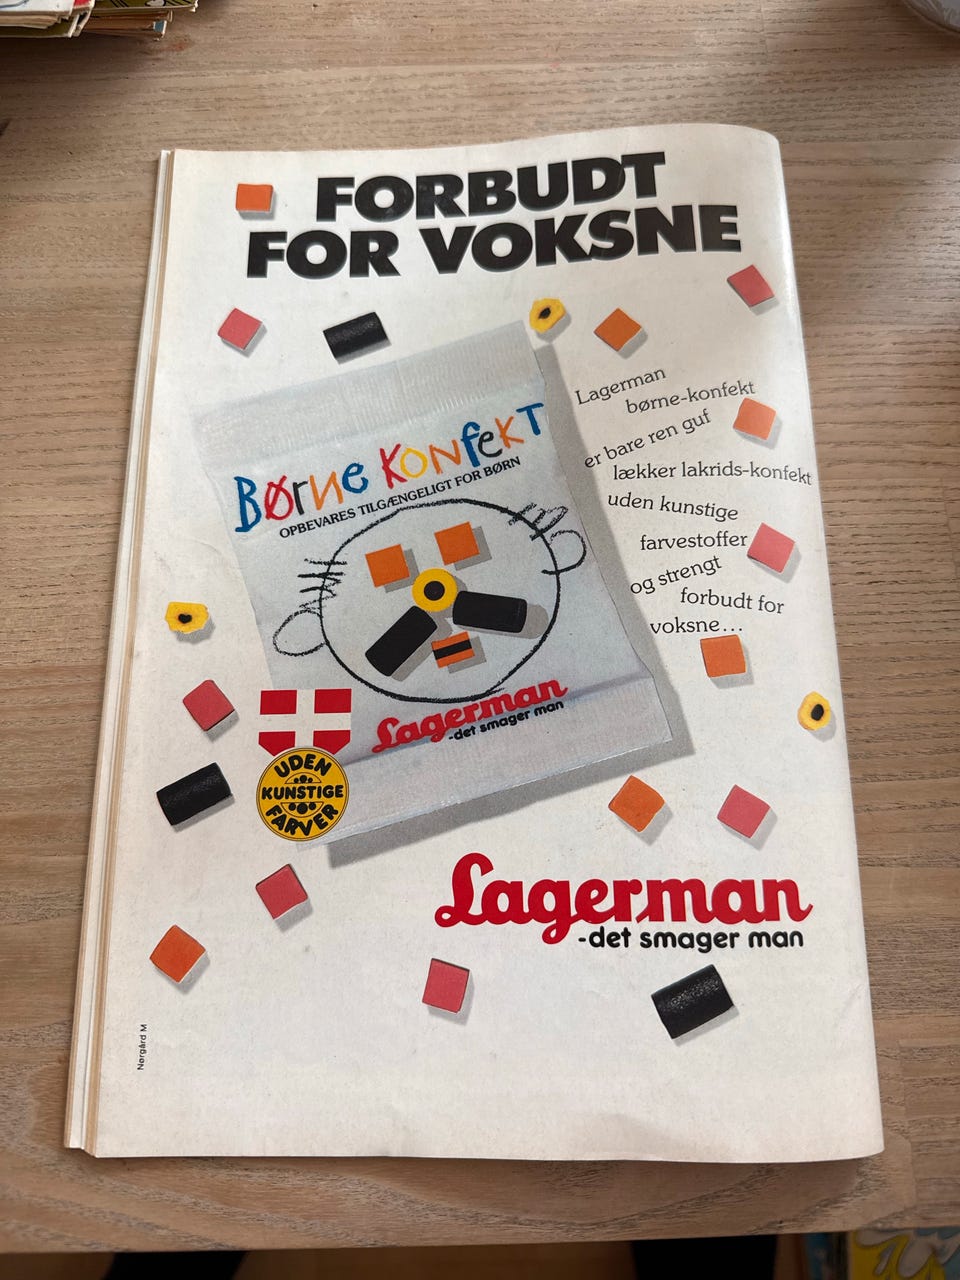 FORBUDT
FOR VOKSNE
Lagerman
børne-konfekt
er bare ren guf
lækker lakrids-konfekt
uden kunstige
farvestoffer
og strengt
forbudt for
voksne...
BØrne KONfeKT
OPBEVARES TILGÆNGELIGT FOR BØRN
Lagerman
-det smager man
UDEN
KUNSTIGE
FARVER
Lagerman
-det smager man
Nørgård M